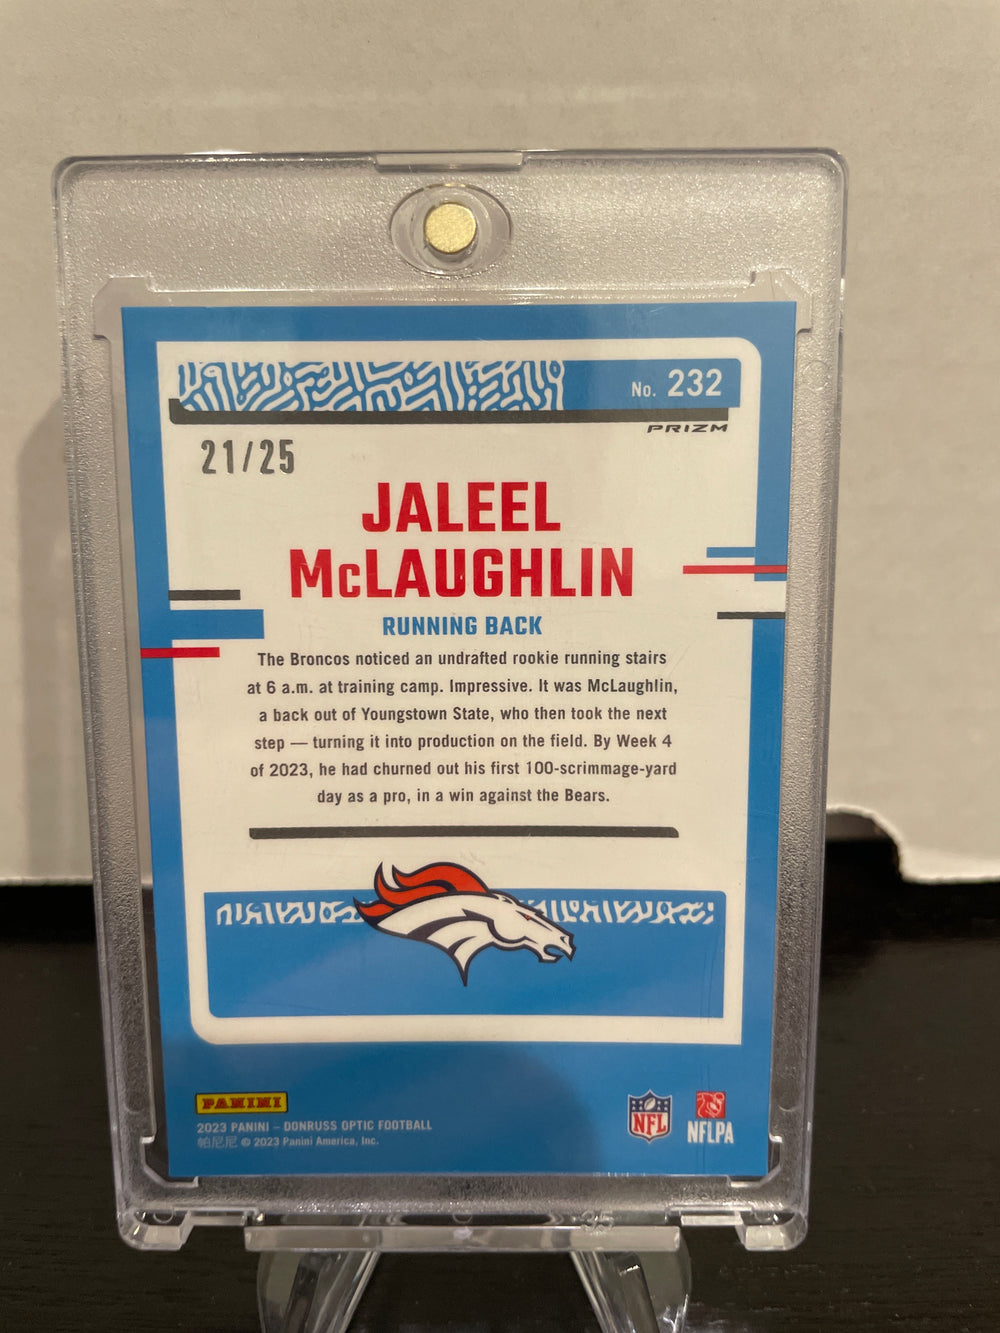 No. 232
PRIZM
21/25
JALEEL
McLAUGHLIN
RUNNING BACK
The Broncos noticed an undrafted rookie running stairs
at 6 a.m. at training camp. Impressive. It was McLaughlin,
a back out of Youngstown State, who then took the next
step — turning it into production on the field. By Week 4
of 2023, he had churned out his first 100-scrimmage-yard
day as a pro, in a win against the Bears.
PANINI
2023 PANINI – DONRUSS OPTIC FOOTBALL
帕尼尼 © 2023 Panini America, Inc.
NFL
NFLPA
35